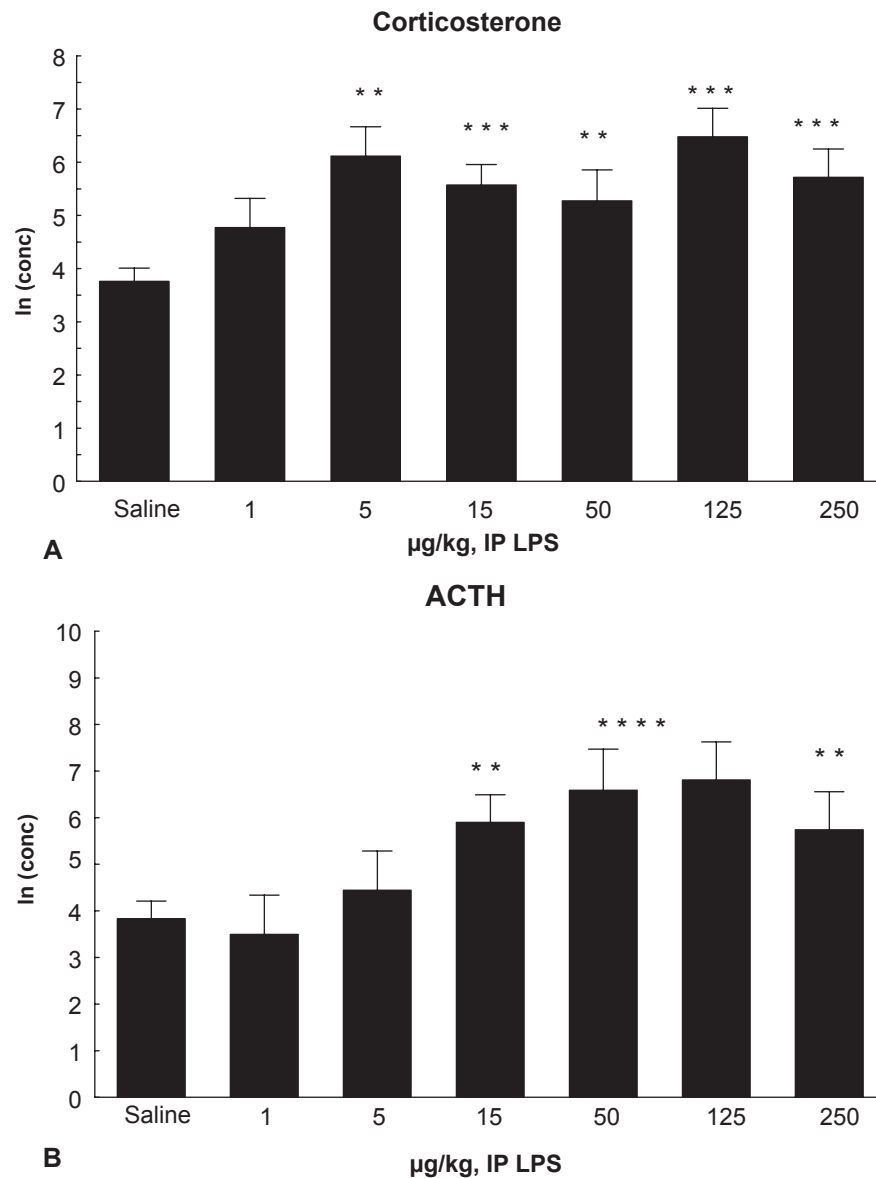 Corticosterone
8
7
6
5
4
3
2
1
0
ln (conc)
* *
* * *
* *
* * *
* * *
Saline 1 5 15 50 125 250
µg/kg, IP LPS
A
ACTH
10
9
8
7
6
5
4
3
2
1
0
ln (conc)
* *
* * * *
* *
Saline 1 5 15 50 125 250
µg/kg, IP LPS
B